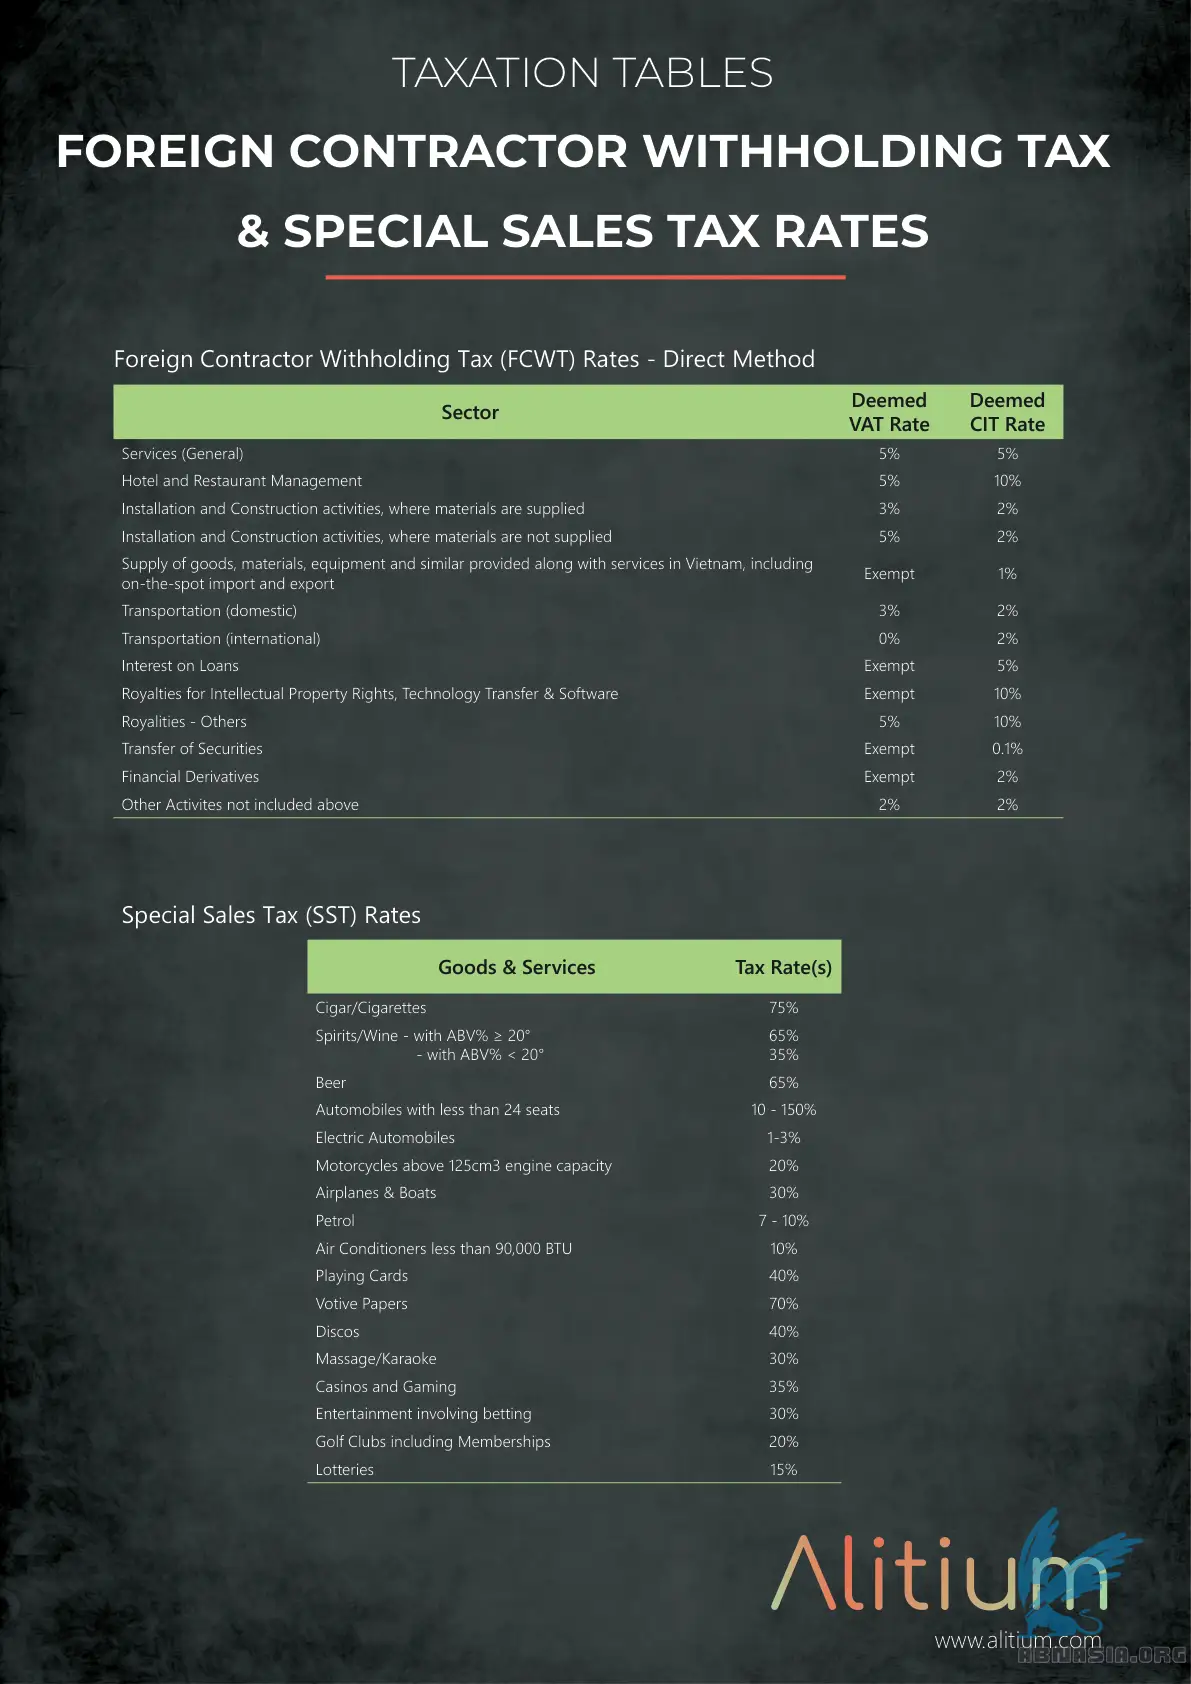 TAXATION TABLES
FOREIGN CONTRACTOR WITHHOLDING TAX
& SPECIAL SALES TAX RATES
Foreign Contractor Withholding Tax (FCWT) Rates - Direct Method
Sector Deemed VAT Rate Deemed CIT Rate
Services (General) 5% 5%
Hotel and Restaurant Management 5% 10%
Installation and Construction activities, where materials are supplied 3% 2%
Installation and Construction activities, where materials are not supplied 5% 2%
Supply of goods, materials, equipment and similar provided along with services in Vietnam, including
on-the-spot import and export Exempt 1%
Transportation (domestic) 3% 2%
Transportation (international) 0% 2%
Interest on Loans Exempt 5%
Royalties for Intellectual Property Rights, Technology Transfer & Software Exempt 10%
Royalities - Others 5% 10%
Transfer of Securities Exempt 0.1%
Financial Derivatives Exempt 2%
Other Activites not included above 2% 2%
Special Sales Tax (SST) Rates
Goods & Services Tax Rate(s)
Cigar/Cigarettes 75%
Spirits/Wine - with ABV% ≥ 20° 65%
- with ABV% < 20° 35%
Beer 65%
Automobiles with less than 24 seats 10 - 150%
Electric Automobiles 1-3%
Motorcycles above 125cm3 engine capacity 20%
Airplanes & Boats 30%
Petrol 7 - 10%
Air Conditioners less than 90,000 BTU 10%
Playing Cards 40%
Votive Papers 70%
Discos 40%
Massage/Karaoke 30%
Casinos and Gaming 35%
Entertainment involving betting 30%
Golf Clubs including Memberships 20%
Lotteries 15%
Alitium
www.alitium.com
ABNASIA.ORG